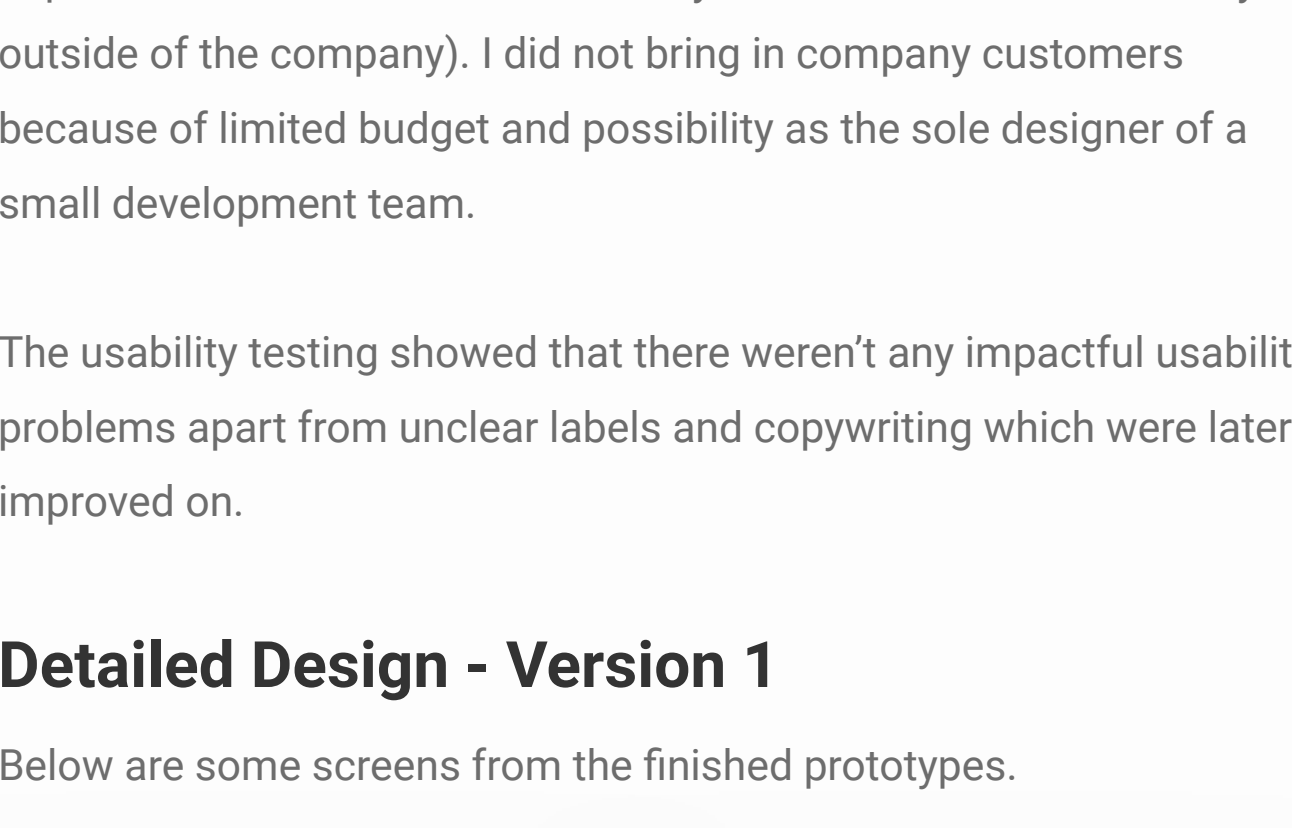 outside of the company). I did not bring in company customers
because of limited budget and possibility as the sole designer of a
small development team.
The usability testing showed that there weren’t any impactful usabilit
problems apart from unclear labels and copywriting which were later
improved on.
Detailed Design - Version 1
Below are some screens from the finished prototypes.